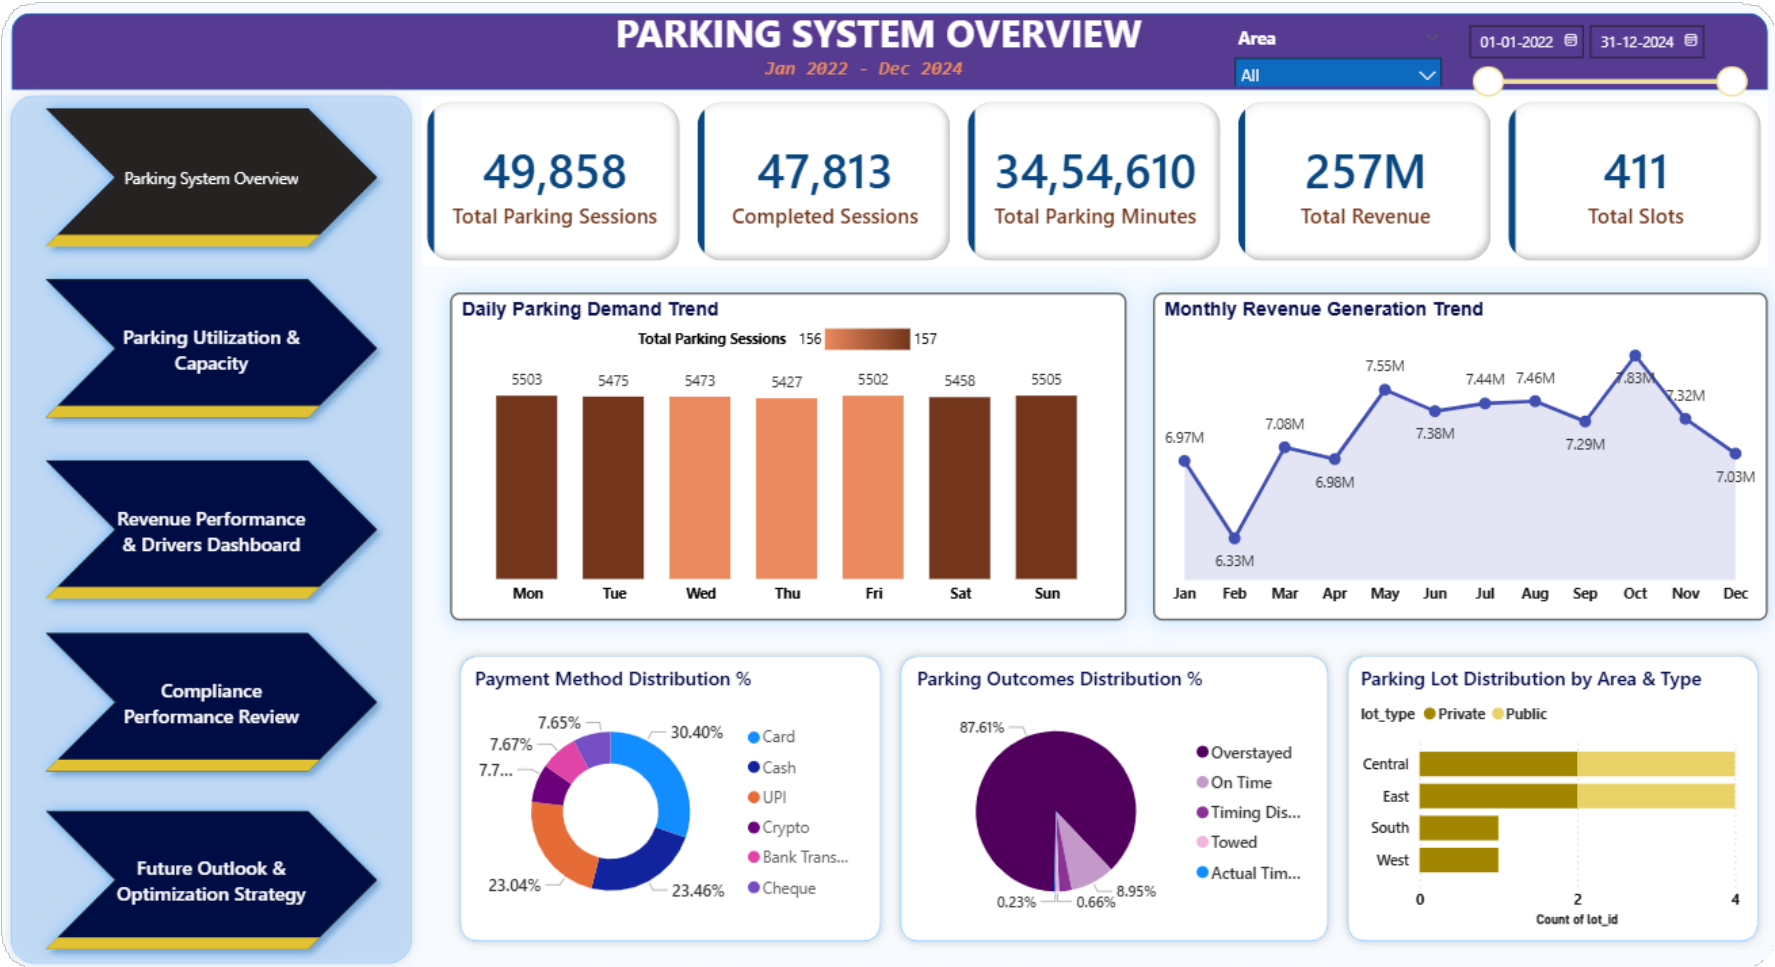 PARKING SYSTEM OVERVIEW
Jan 2022 - Dec 2024
Area
All
01-01-2022
31-12-2024
Parking System Overview
Parking Utilization &
Capacity
Revenue Performance
& Drivers Dashboard
Compliance
Performance Review
Future Outlook &
Optimization Strategy
49,858
Total Parking Sessions
47,813
Completed Sessions
34,54,610
Total Parking Minutes
257M
Total Revenue
411
Total Slots
Daily Parking Demand Trend
Total Parking Sessions 156 157
5503 5475 5473 5427 5502 5458 5505
Mon Tue Wed Thu Fri Sat Sun
Monthly Revenue Generation Trend
6.97M 6.33M 7.08M 6.98M 7.55M 7.38M 7.44M 7.46M 7.29M 7.83M 7.32M 7.03M
Jan Feb Mar Apr May Jun Jul Aug Sep Oct Nov Dec
Payment Method Distribution %
7.65%
30.40%
7.67%
7.7...
23.04%
23.46%
Card
Cash
UPI
Crypto
Bank Trans...
Cheque
Parking Outcomes Distribution %
87.61%
8.95%
0.23%
0.66%
Overstayed
On Time
Timing Dis...
Towed
Actual Tim...
Parking Lot Distribution by Area & Type
lot_type Private Public
Central
East
South
West
0 2 4
Count of lot_id